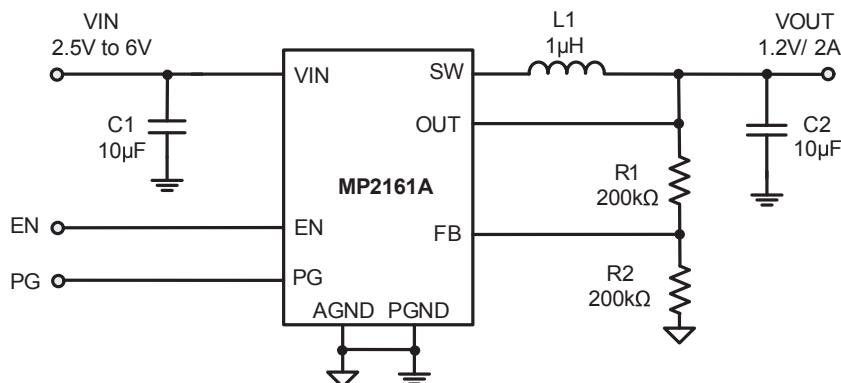 VIN
2.5V to 6V
L1
1µH
VOUT
1.2V/ 2A
VIN
SW
C1
10µF
OUT
C2
10µF
MP2161A
R1
200kΩ
EN
EN
FB
PG
PG
R2
200kΩ
AGND PGND